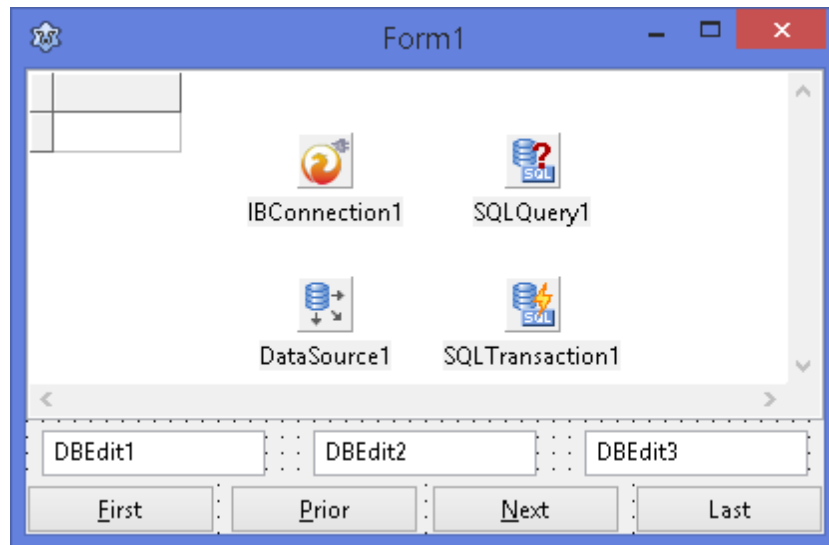 Form1
IBConnection1 SQLQuery1
DataSource1 SQLTransaction1
DBEdit1 DBEdit2 DBEdit3
First Prior Next Last